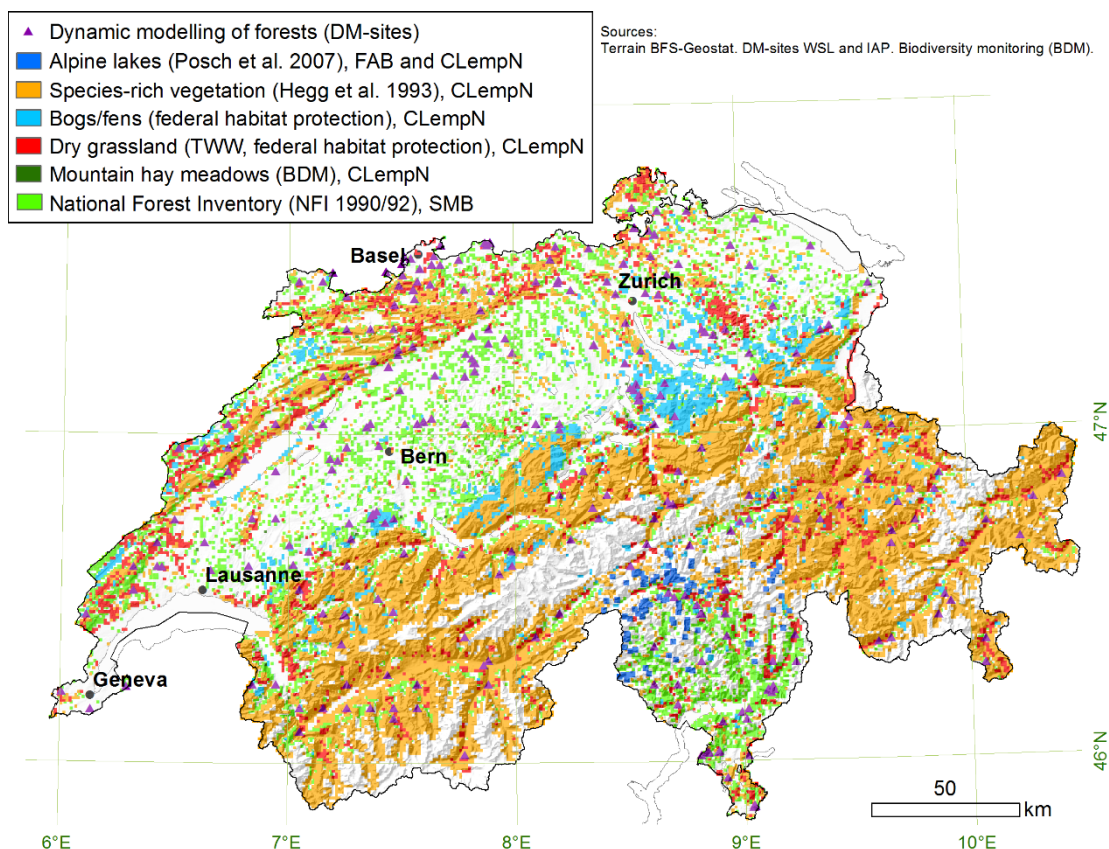 Dynamic modelling of forests (DM-sites)
Alpine lakes (Posch et al. 2007), FAB and CLempN
Species-rich vegetation (Hegg et al. 1993), CLempN
Bogs/fens (federal habitat protection), CLempN
Dry grassland (TWW, federal habitat protection), CLempN
Mountain hay meadows (BDM), CLempN
National Forest Inventory (NFI 1990/92), SMB
Sources:
Terrain BFS-Geostat. DM-sites WSL and IAP. Biodiversity monitoring (BDM).
Basel
Zurich
47°N
Bern
Lausanne
Geneva
46°N
50
km
6°E
7°E
8°E
9°E
10°E